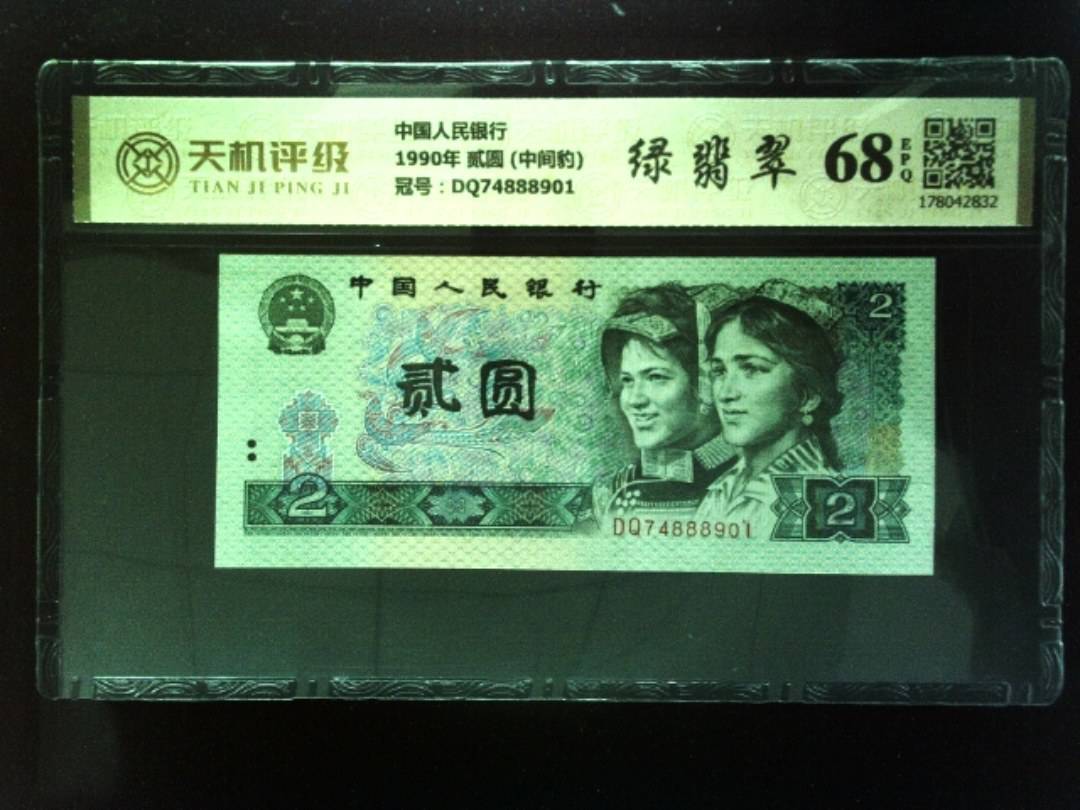 天机评级
TIAN JI PING JI
中国人民银行
1990年 贰圆 (中间豹)
冠号：DQ74888901
绿翡翠
68
EPQ
178042832
中国人民银行
2
贰圆
2
DQ74888901
2